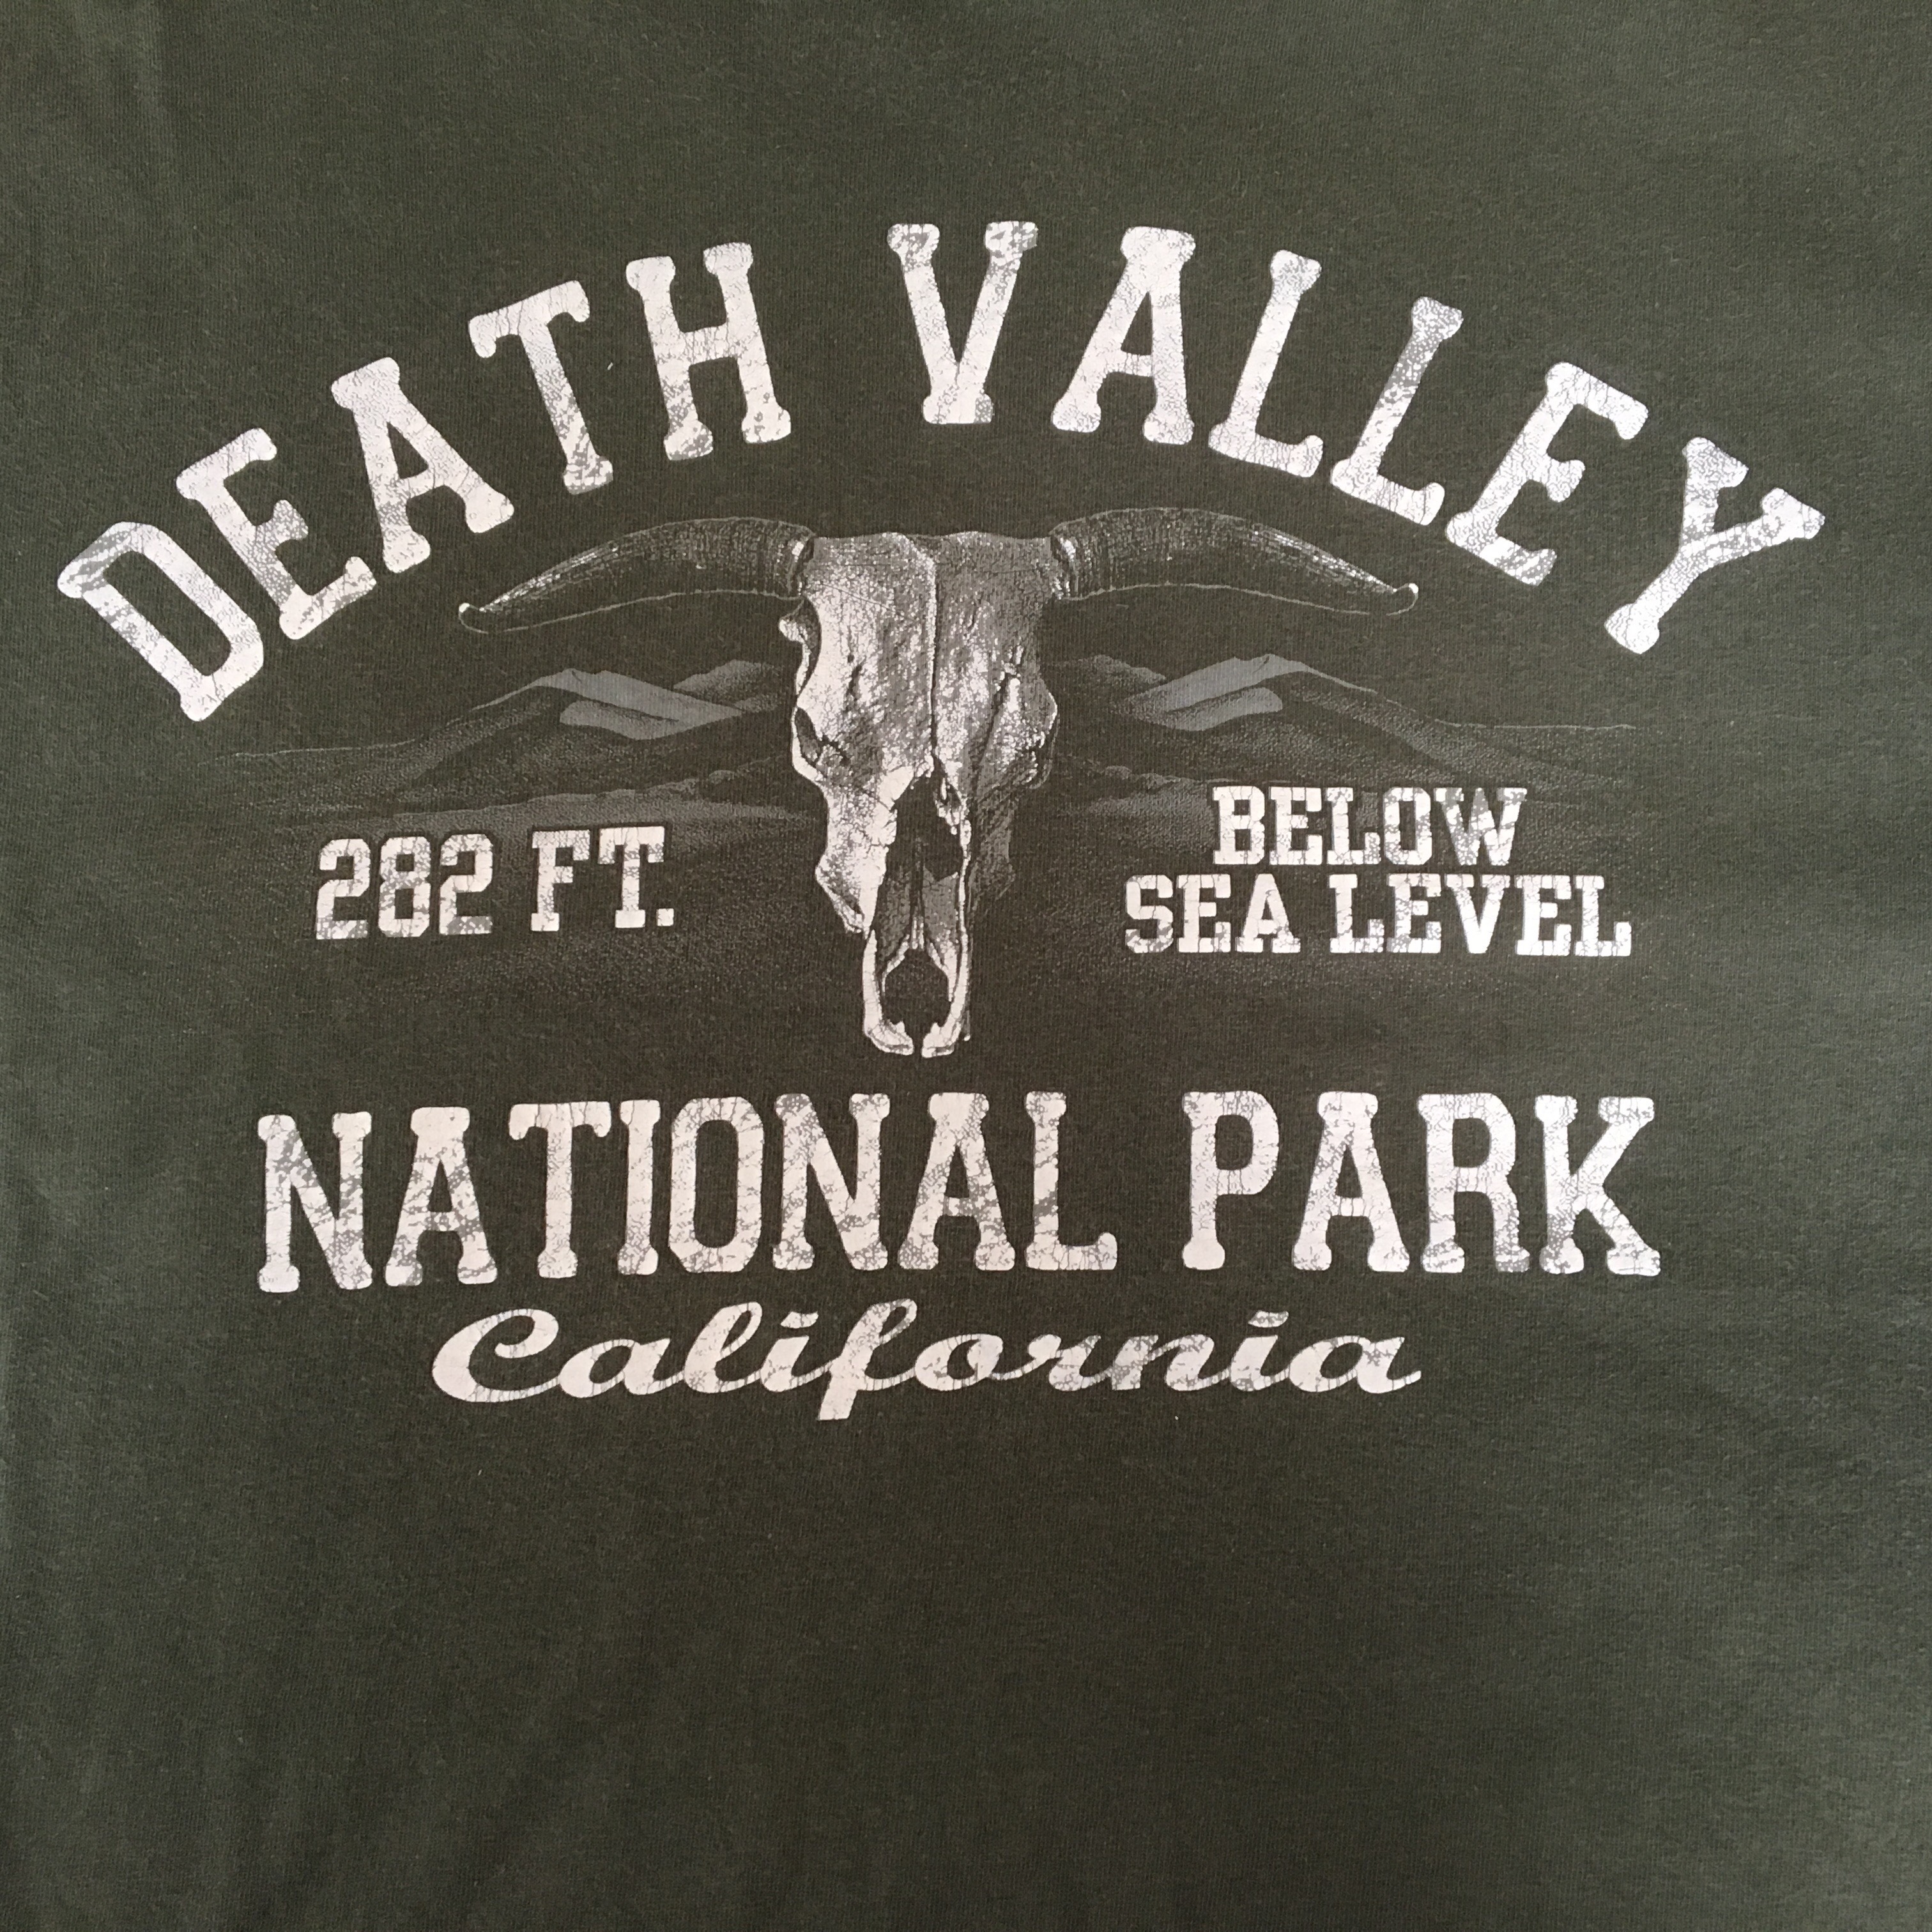 DEATH VALLEY
282 FT.
BELOW
SEA LEVEL
NATIONAL PARK
California